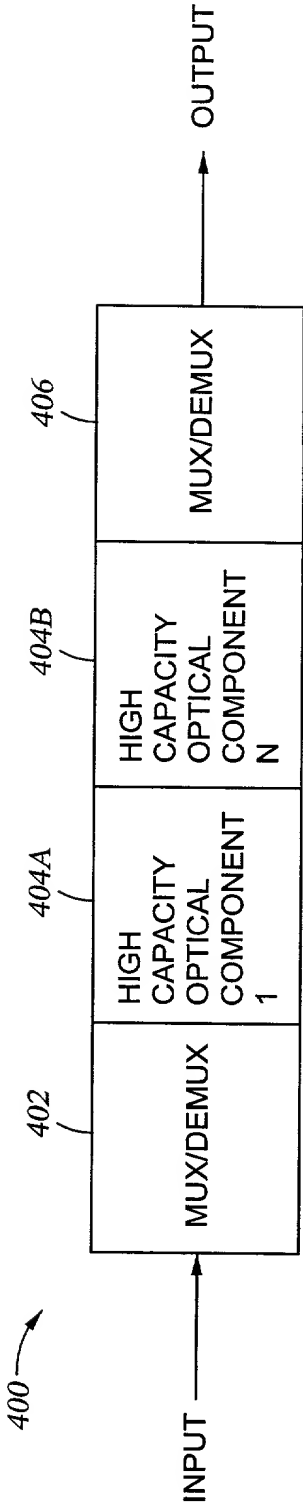 400
402
404A
404B
406
INPUT
MUX/DEMUX
HIGH
CAPACITY
OPTICAL
COMPONENT
1
HIGH
CAPACITY
OPTICAL
COMPONENT
N
MUX/DEMUX
OUTPUT